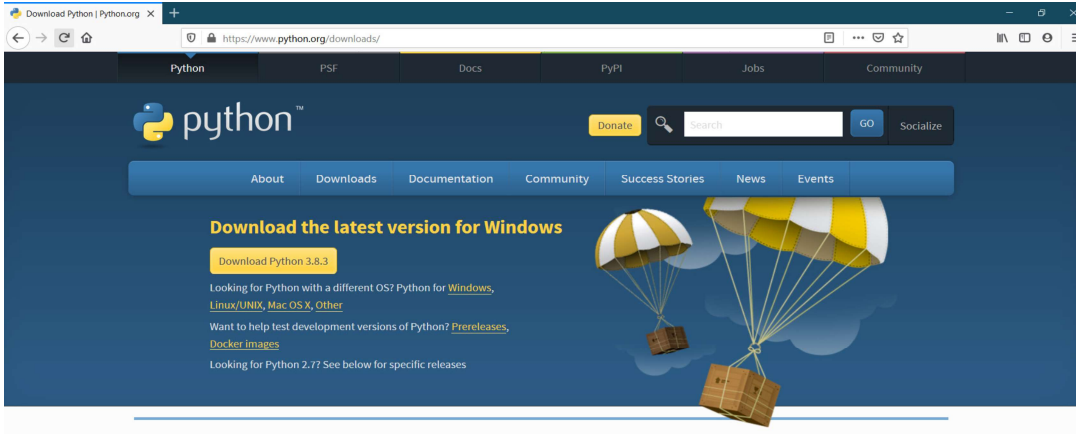 Download Python | Python.org
https://www.python.org/downloads/
Python PSF Docs PyPI Jobs Community
python™
Donate Search GO Socialize
About Downloads Documentation Community Success Stories News Events
Download the latest version for Windows
Download Python 3.8.3
Looking for Python with a different OS? Python for Windows,
Linux/UNIX, Mac OS X, Other
Want to help test development versions of Python? Prereleases,
Docker images
Looking for Python 2.7? See below for specific releases